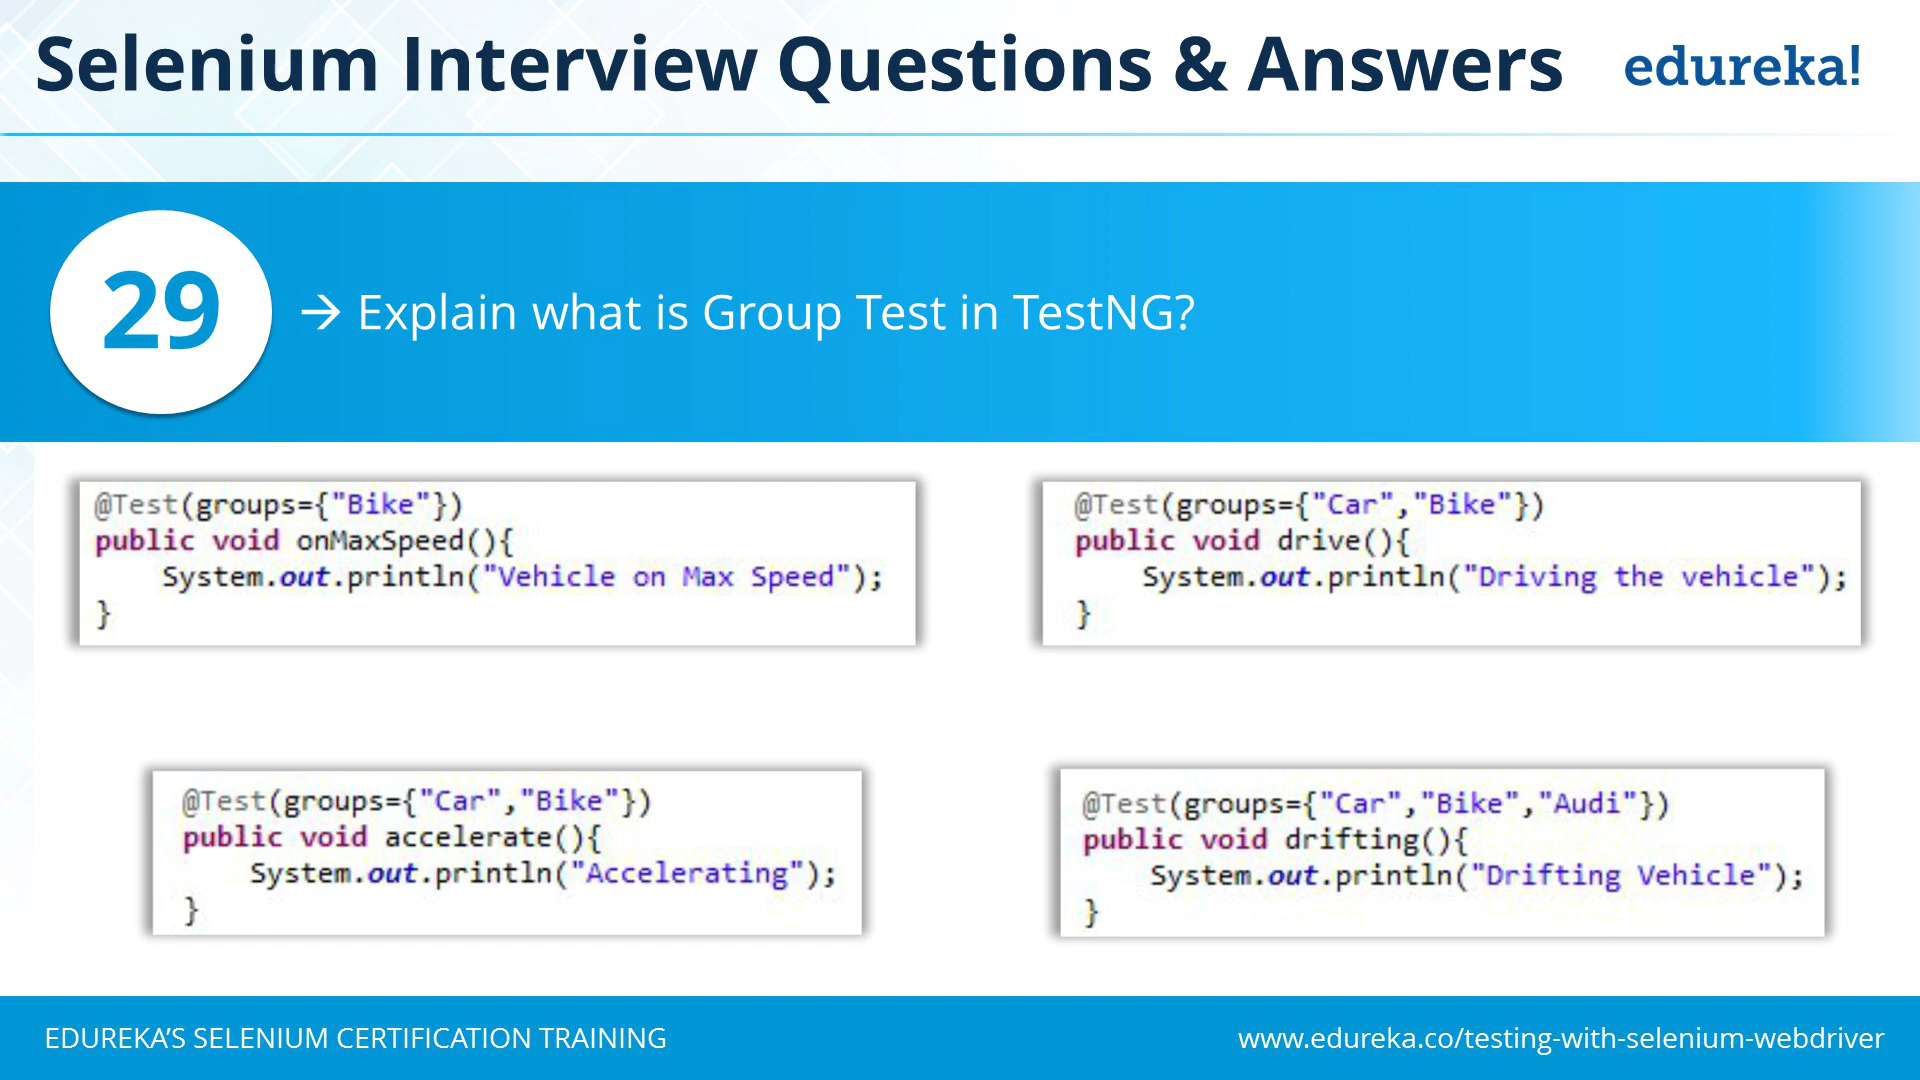 Selenium Interview Questions & Answers
edureka!
29
→ Explain what is Group Test in TestNG?
@Test(groups={"Bike"})
public void onMaxSpeed(){
    System.out.println("Vehicle on Max Speed");
}
@Test(groups={"Car","Bike"})
public void drive(){
    System.out.println("Driving the vehicle");
}
@Test(groups={"Car","Bike"})
public void accelerate(){
    System.out.println("Accelerating");
}
@Test(groups={"Car","Bike","Audi"})
public void drifting(){
    System.out.println("Drifting Vehicle");
}
EDUREKA’S SELENIUM CERTIFICATION TRAINING
www.edureka.co/testing-with-selenium-webdriver